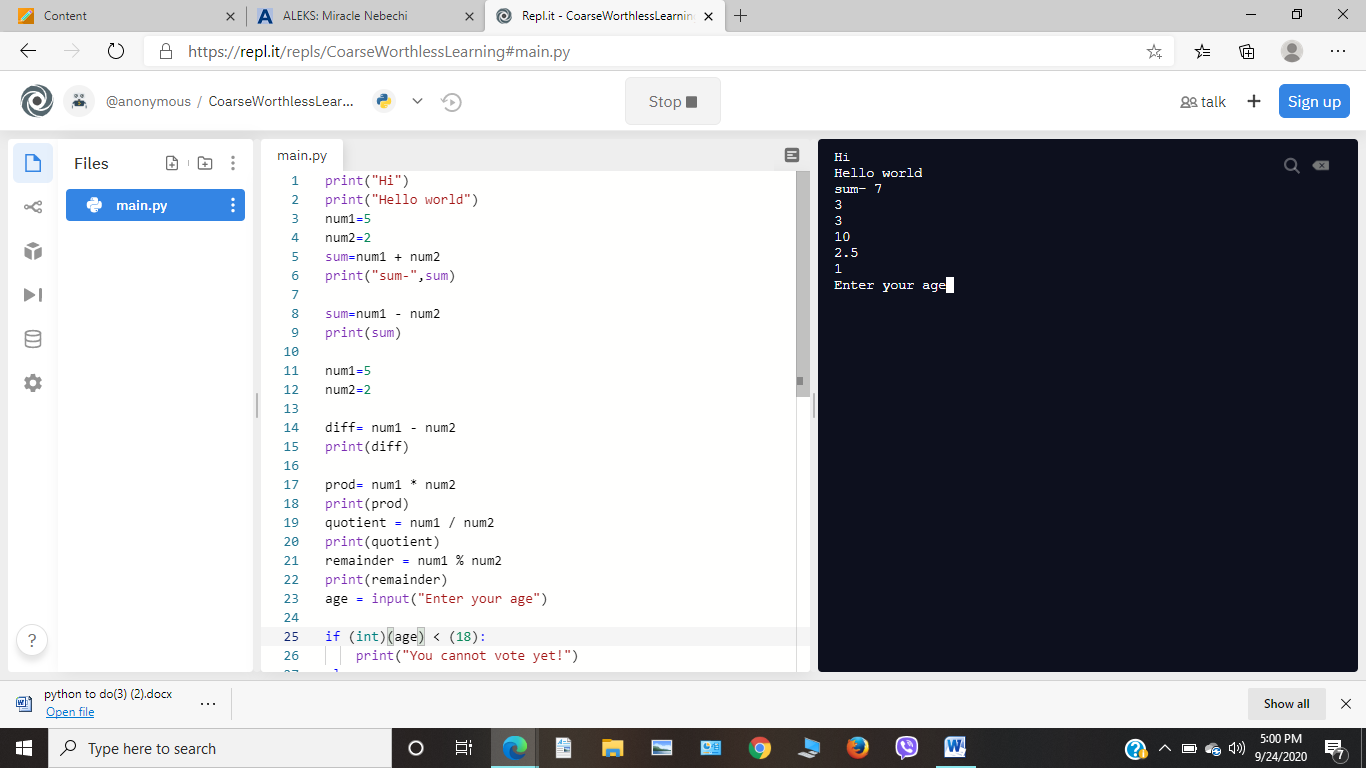 Content
ALEKS: Miracle Nebechi
Repl.it - CoarseWorthlessLearnin
https://repl.it/repls/CoarseWorthlessLearning#main.py
@anonymous / CoarseWorthlessLear...
Stop
talk
Sign up
Files
main.py
main.py
1 print("Hi")
2 print("Hello world")
3 num1=5
4 num2=2
5 sum=num1 + num2
6 print("sum-",sum)
7
8 sum=num1 - num2
9 print(sum)
10
11 num1=5
12 num2=2
13
14 diff= num1 - num2
15 print(diff)
16
17 prod= num1 * num2
18 print(prod)
19 quotient = num1 / num2
20 print(quotient)
21 remainder = num1 % num2
22 print(remainder)
23 age = input("Enter your age")
24
25 if (int)(age) < (18):
26 print("You cannot vote yet!")
Hi
Hello world
sum- 7
3
3
10
2.5
1
Enter your age
?
python to do(3) (2).docx
Open file
Show all
Type here to search
5:00 PM
9/24/2020
7